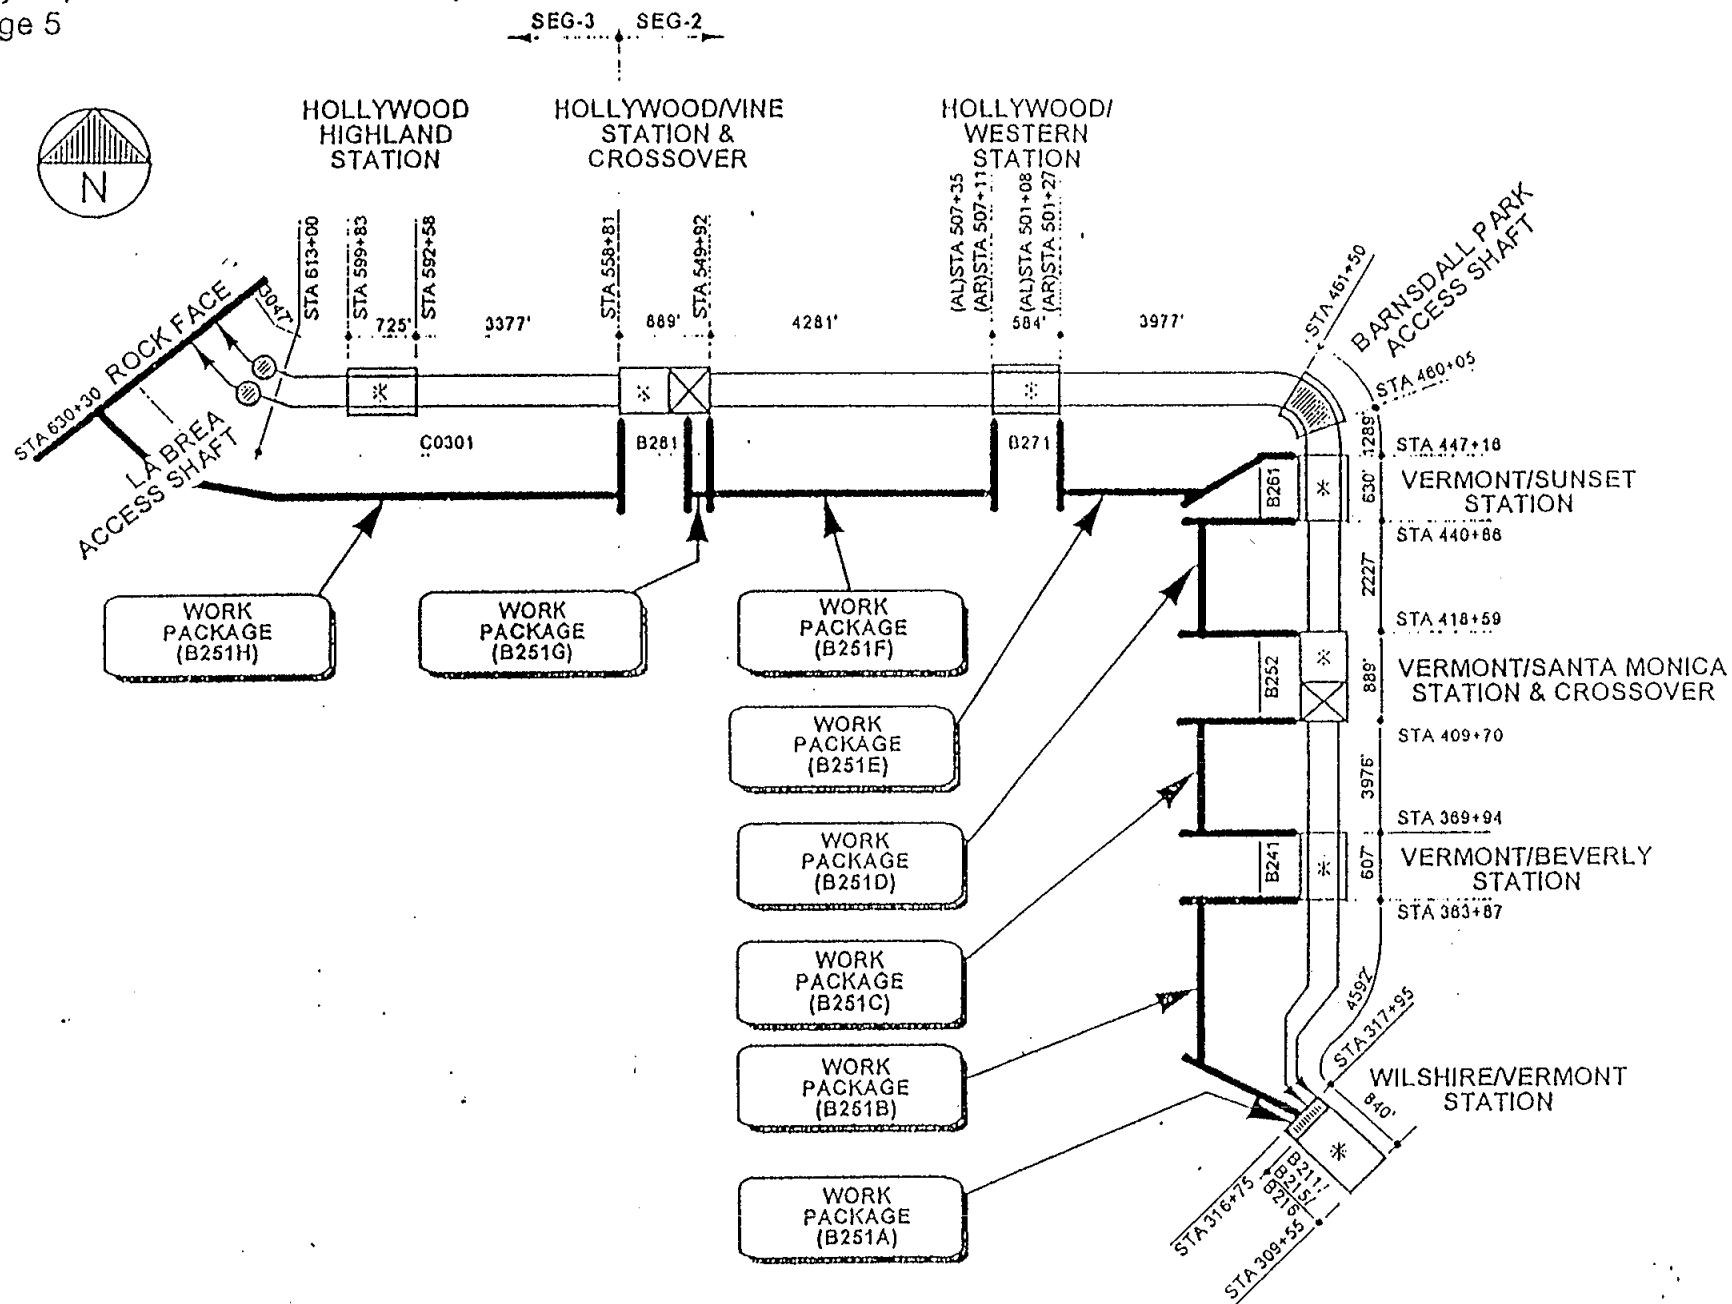 ge 5
SEG-3 SEG-2
N
HOLLYWOOD
HIGHLAND
STATION
HOLLYWOOD/VINE
STATION &
CROSSOVER
HOLLYWOOD/
WESTERN
STATION
STA 613+00
STA 599+83
STA 592+58
STA 558+81
STA 549+92
(AL)STA 507+35
(AR)STA 507+11
(AL)STA 501+08
(AR)STA 501+27
3047'
725'
3377'
889'
4281'
584'
3977'
STA 630+30 ROCK FACE
LA BREA
ACCESS SHAFT
C0301
B281
B271
STA 461+50
BARNSDALL PARK
ACCESS SHAFT
STA 460+05
1289'
STA 447+16
B261
630'
VERMONT/SUNSET
STATION
STA 440+86
2227'
STA 418+59
B252
889'
VERMONT/SANTA MONICA
STATION & CROSSOVER
STA 409+70
3976'
STA 369+94
B241
607'
VERMONT/BEVERLY
STATION
STA 363+87
4592'
STA 317+95
WILSHIRE/VERMONT
STATION
840'
B211/
B215/
B216
STA 316+75
STA 309+55
WORK
PACKAGE
(B251H)
WORK
PACKAGE
(B251G)
WORK
PACKAGE
(B251F)
WORK
PACKAGE
(B251E)
WORK
PACKAGE
(B251D)
WORK
PACKAGE
(B251C)
WORK
PACKAGE
(B251B)
WORK
PACKAGE
(B251A)